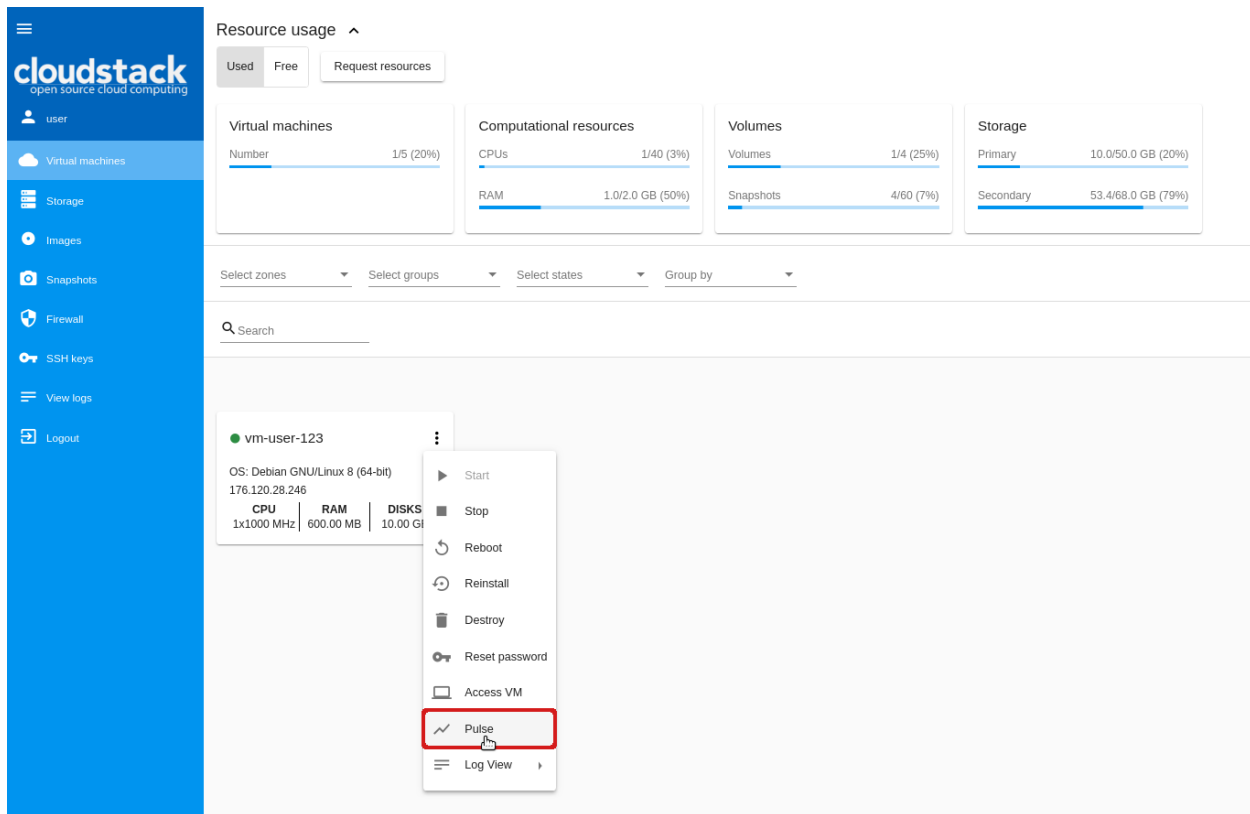 Resource usage
Used Free Request resources
cloudstack
open source cloud computing
user
Virtual machines
Storage
Images
Snapshots
Firewall
SSH keys
View logs
Logout
Virtual machines
Number 1/5 (20%)
Computational resources
CPUs 1/40 (3%)
RAM 1.0/2.0 GB (50%)
Volumes
Volumes 1/4 (25%)
Snapshots 4/60 (7%)
Storage
Primary 10.0/50.0 GB (20%)
Secondary 53.4/68.0 GB (79%)
Select zones Select groups Select states Group by
Search
vm-user-123
OS: Debian GNU/Linux 8 (64-bit)
176.120.28.246
CPU RAM DISKS
1x1000 MHz 600.00 MB 10.00
Start
Stop
Reboot
Reinstall
Destroy
Reset password
Access VM
Pulse
Log View